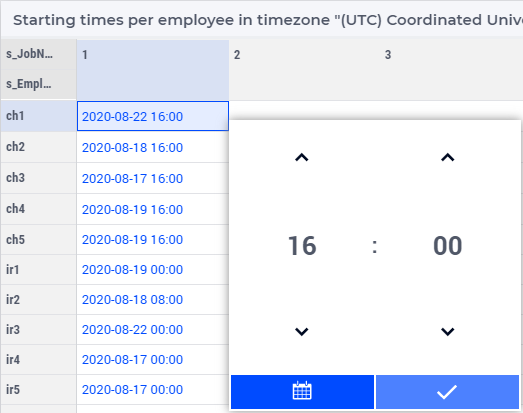 Starting times per employee in timezone "(UTC) Coordinated Unive
s_JobN... 1 2 3
s_Empl...
ch1 2020-08-22 16:00
ch2 2020-08-18 16:00
ch3 2020-08-17 16:00
ch4 2020-08-19 16:00
ch5 2020-08-19 16:00
ir1 2020-08-19 00:00
ir2 2020-08-18 08:00
ir3 2020-08-22 00:00
ir4 2020-08-17 00:00
ir5 2020-08-17 00:00
16 : 00